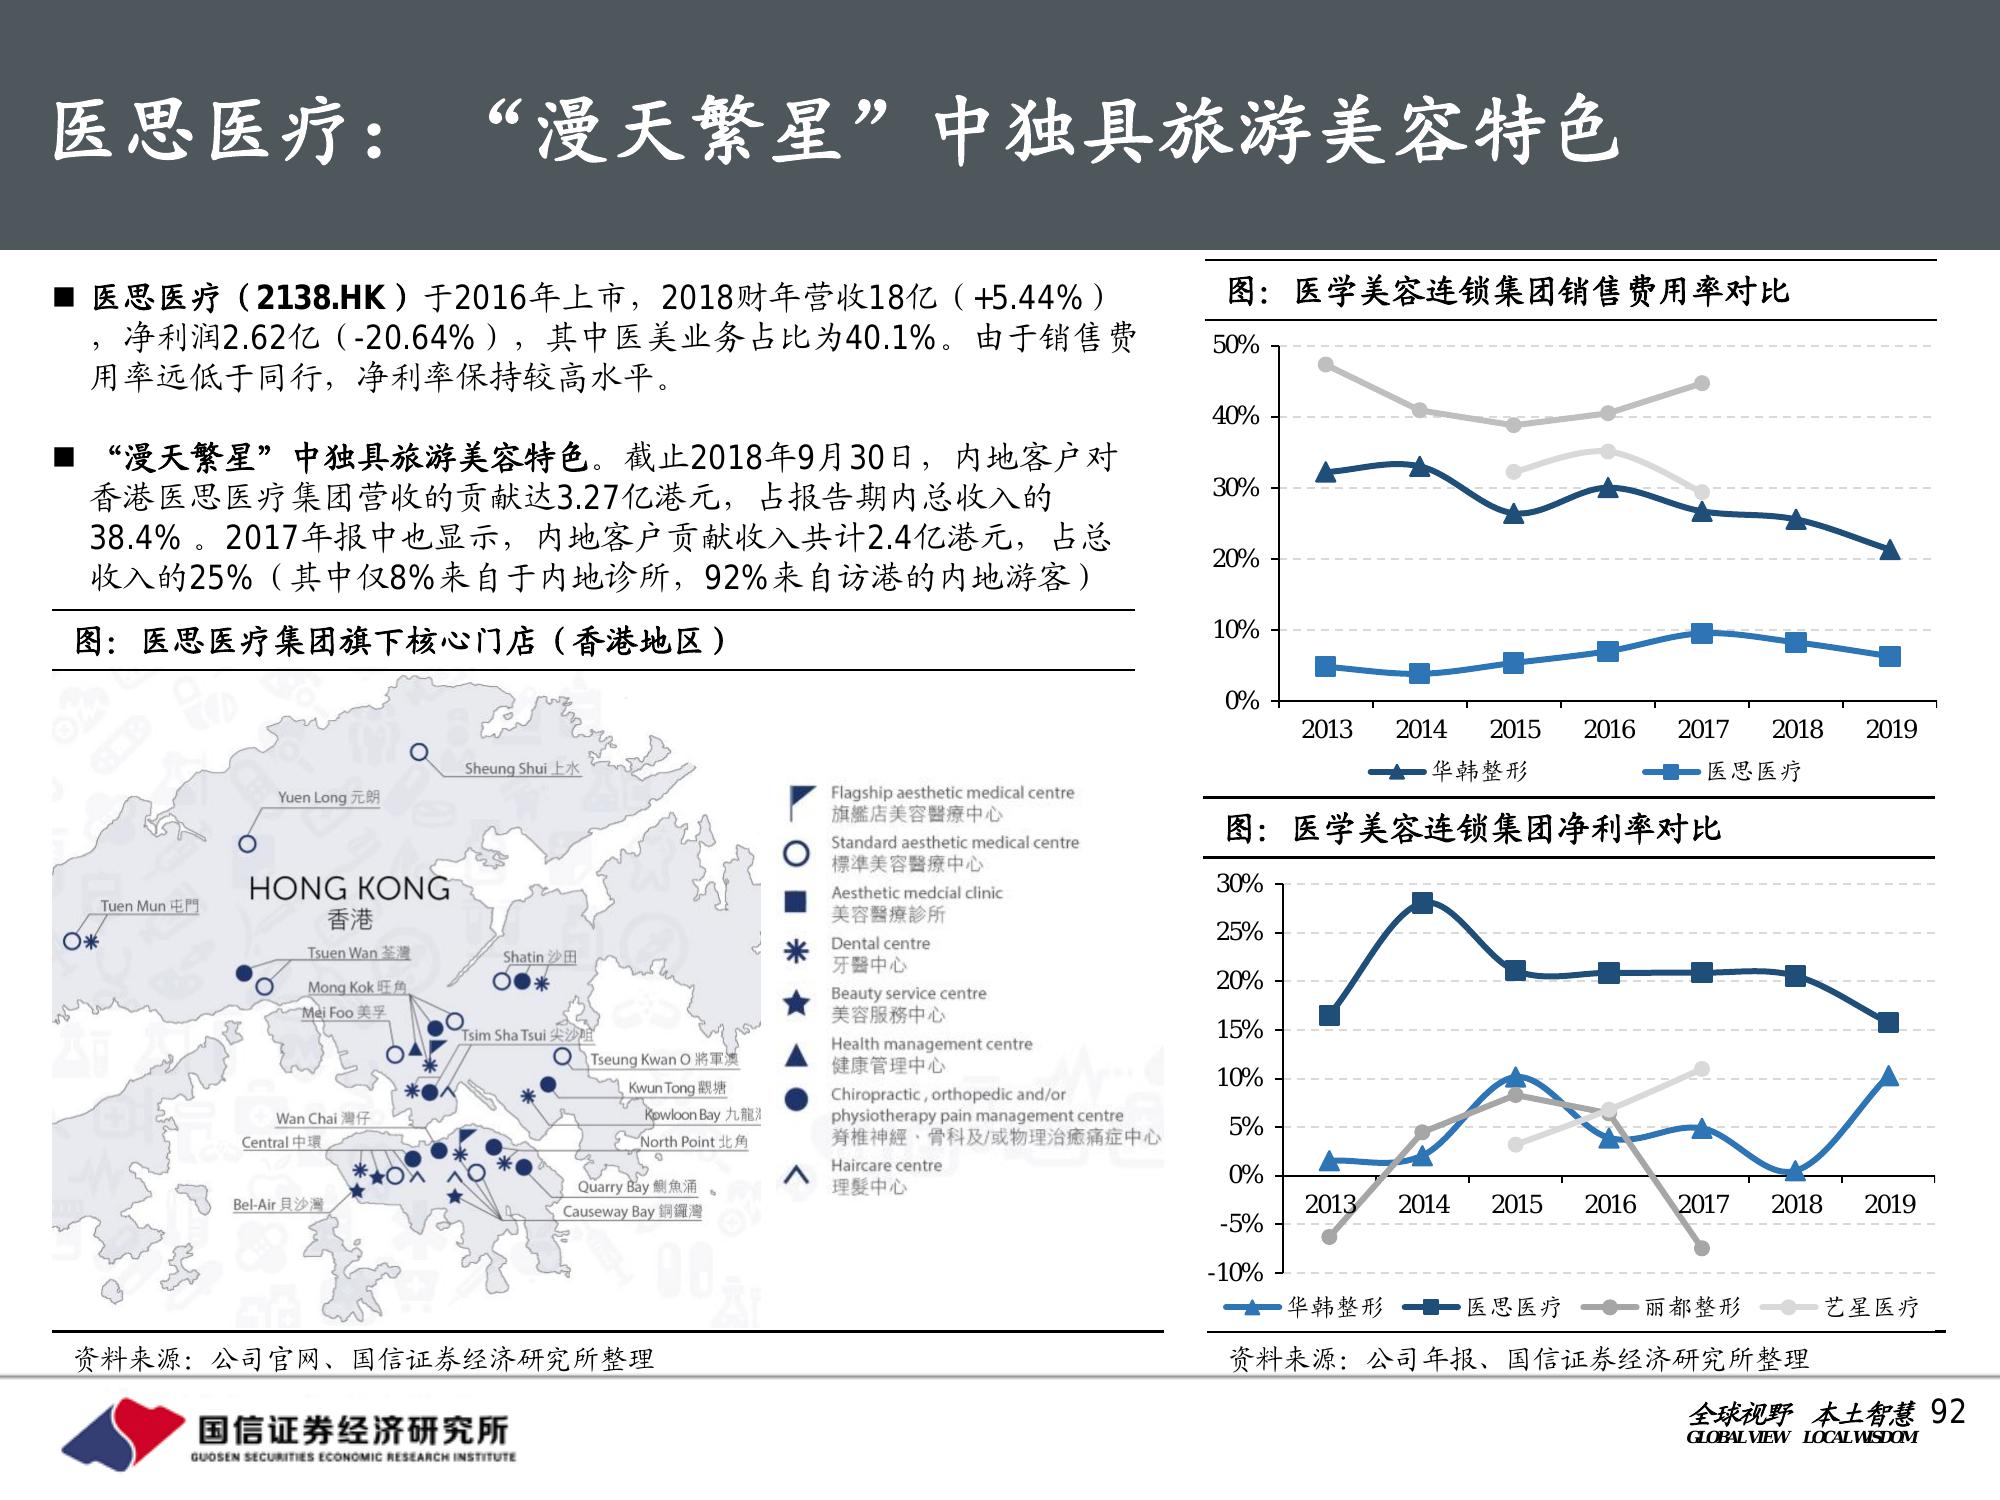 医思医疗：“漫天繁星”中独具旅游美容特色
■ 医思医疗（2138.HK）于2016年上市，2018财年营收18亿（+5.44%）
，净利润2.62亿（-20.64%），其中医美业务占比为40.1%。由于销售费
用率远低于同行，净利率保持较高水平。
■ “漫天繁星”中独具旅游美容特色。截止2018年9月30日，内地客户对
香港医思医疗集团营收的贡献达3.27亿港元，占报告期内总收入的
38.4% 。2017年报中也显示，内地客户贡献收入共计2.4亿港元，占总
收入的25%（其中仅8%来自于内地诊所，92%来自访港的内地游客）
图：医思医疗集团旗下核心门店（香港地区）
Sheung Shui 上水
Yuen Long 元朗
HONG KONG
香港
Tuen Mun 屯門
Tsuen Wan 荃灣
Shatin 沙田
Mong Kok 旺角
Mei Foo 美孚
Tsim Sha Tsui 尖沙咀
Tseung Kwan O 將軍澳
Kwun Tong 觀塘
Kowloon Bay 九龍
Wan Chai 灣仔
Central 中環
North Point 北角
Quarry Bay 鰂魚涌
Bel-Air 貝沙灣
Causeway Bay 銅鑼灣
Flagship aesthetic medical centre
旗艦店美容醫療中心
Standard aesthetic medical centre
標準美容醫療中心
Aesthetic medcial clinic
美容醫療診所
Dental centre
牙醫中心
Beauty service centre
美容服務中心
Health management centre
健康管理中心
Chiropractic , orthopedic and/or
physiotherapy pain management centre
脊椎神經、骨科及/或物理治癒痛症中心
Haircare centre
理髮中心
资料来源：公司官网、国信证券经济研究所整理
图：医学美容连锁集团销售费用率对比
50%
40%
30%
20%
10%
0%
2013 2014 2015 2016 2017 2018 2019
华韩整形 医思医疗
图：医学美容连锁集团净利率对比
30%
25%
20%
15%
10%
5%
0%
-5%
-10%
2013 2014 2015 2016 2017 2018 2019
华韩整形 医思医疗 丽都整形 艺星医疗
资料来源：公司年报、国信证券经济研究所整理
国信证券经济研究所
GUOSEN SECURITIES ECONOMIC RESEARCH INSTITUTE
全球视野 本土智慧
GLOBAL VIEW LOCAL WISDOM
92